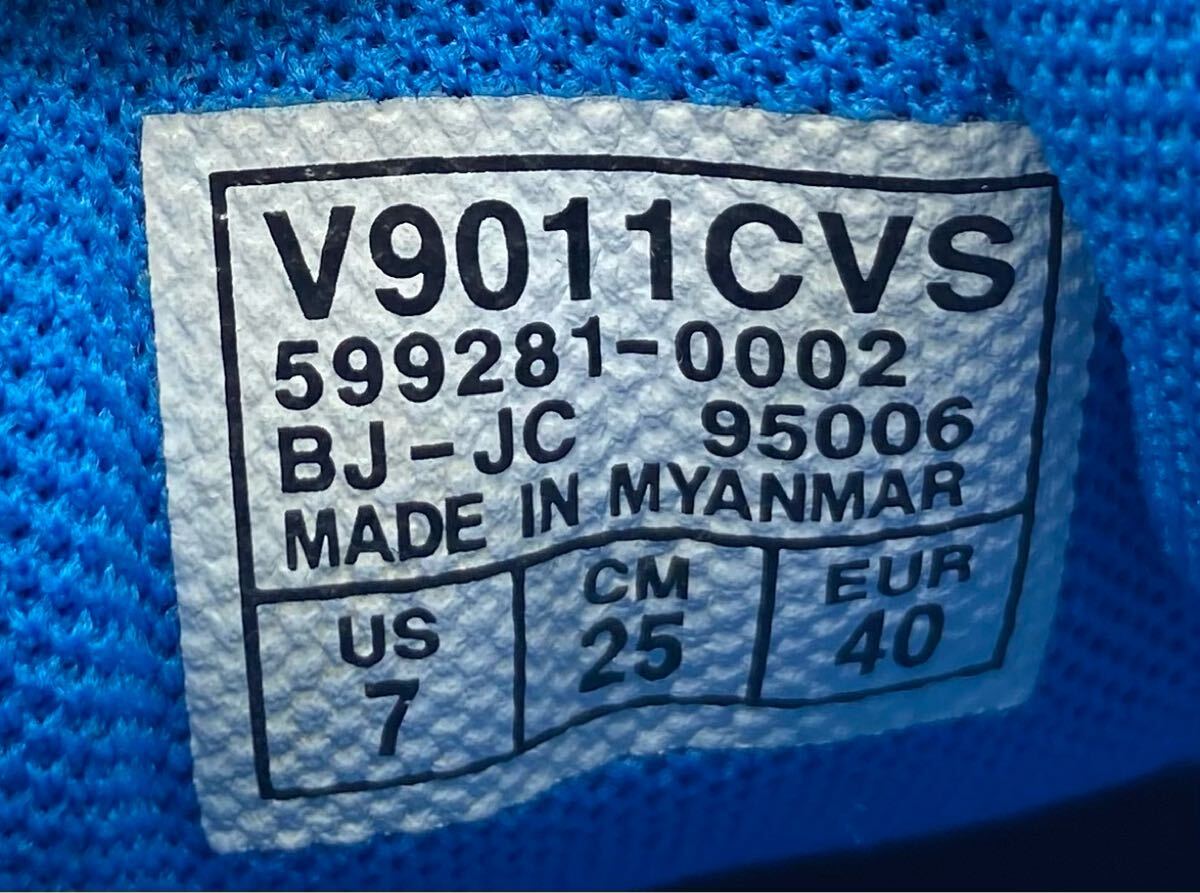 V9011CVS
599281-0002
BJ-JC 95006
MADE IN MYANMAR
US CM EUR
7 25 40